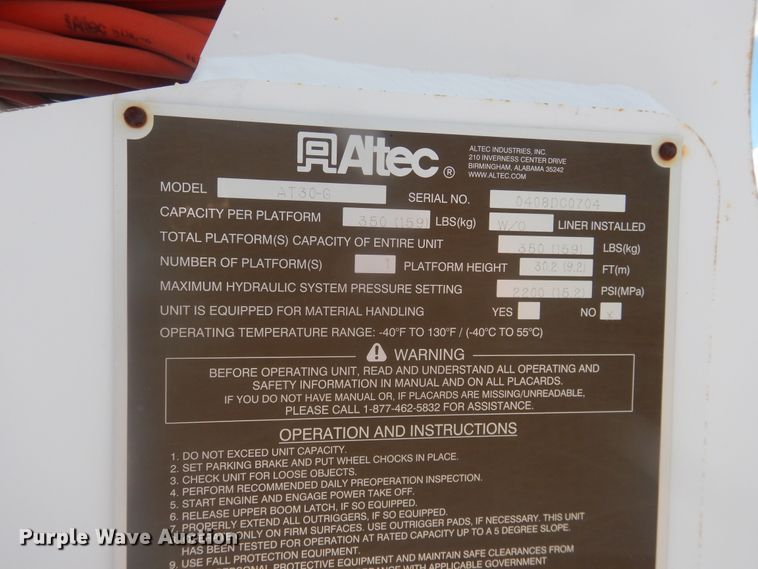 Altec
Altec®
ALTEC INDUSTRIES, INC.
210 INVERNESS CENTER DRIVE
BIRMINGHAM, ALABAMA 35242
WWW.ALTEC.COM
MODEL AT30-G SERIAL NO. 0408DC0704
CAPACITY PER PLATFORM 350 (159) LBS(kg) W/O LINER INSTALLED
TOTAL PLATFORM(S) CAPACITY OF ENTIRE UNIT 350 (159) LBS(kg)
NUMBER OF PLATFORM(S) 1 PLATFORM HEIGHT 30.2 (9.2) FT(m)
MAXIMUM HYDRAULIC SYSTEM PRESSURE SETTING 2200 (15.2) PSI(MPa)
UNIT IS EQUIPPED FOR MATERIAL HANDLING YES NO X
OPERATING TEMPERATURE RANGE: -40°F TO 130°F / (-40°C TO 55°C)
WARNING
BEFORE OPERATING UNIT, READ AND UNDERSTAND ALL OPERATING AND
SAFETY INFORMATION IN MANUAL AND ON ALL PLACARDS.
IF YOU DO NOT HAVE MANUAL OR, IF PLACARDS ARE MISSING/UNREADABLE,
PLEASE CALL 1-877-462-5832 FOR ASSISTANCE.
OPERATION AND INSTRUCTIONS
1. DO NOT EXCEED UNIT CAPACITY.
2. SET PARKING BRAKE AND PUT WHEEL CHOCKS IN PLACE.
3. CHECK UNIT FOR LOOSE OBJECTS.
4. PERFORM RECOMMENDED DAILY PREOPERATION INSPECTION.
5. START ENGINE AND ENGAGE POWER TAKE OFF.
6. RELEASE UPPER BOOM LATCH, IF SO EQUIPPED.
7. PROPERLY EXTEND ALL OUTRIGGERS, IF SO EQUIPPED.
ONLY ON FIRM SURFACES. USE OUTRIGGER PADS, IF NECESSARY. THIS UNIT
HAS BEEN TESTED FOR OPERATION AT RATED CAPACITY UP TO A 5 DEGREE SLOPE.
9. USE FALL PROTECTION EQUIPMENT.
PERSONAL PROTECTIVE EQUIPMENT AND MAINTAIN SAFE CLEARANCES FROM
WITH APPLICABLE GOVERNMENT
Purple Wave Auction